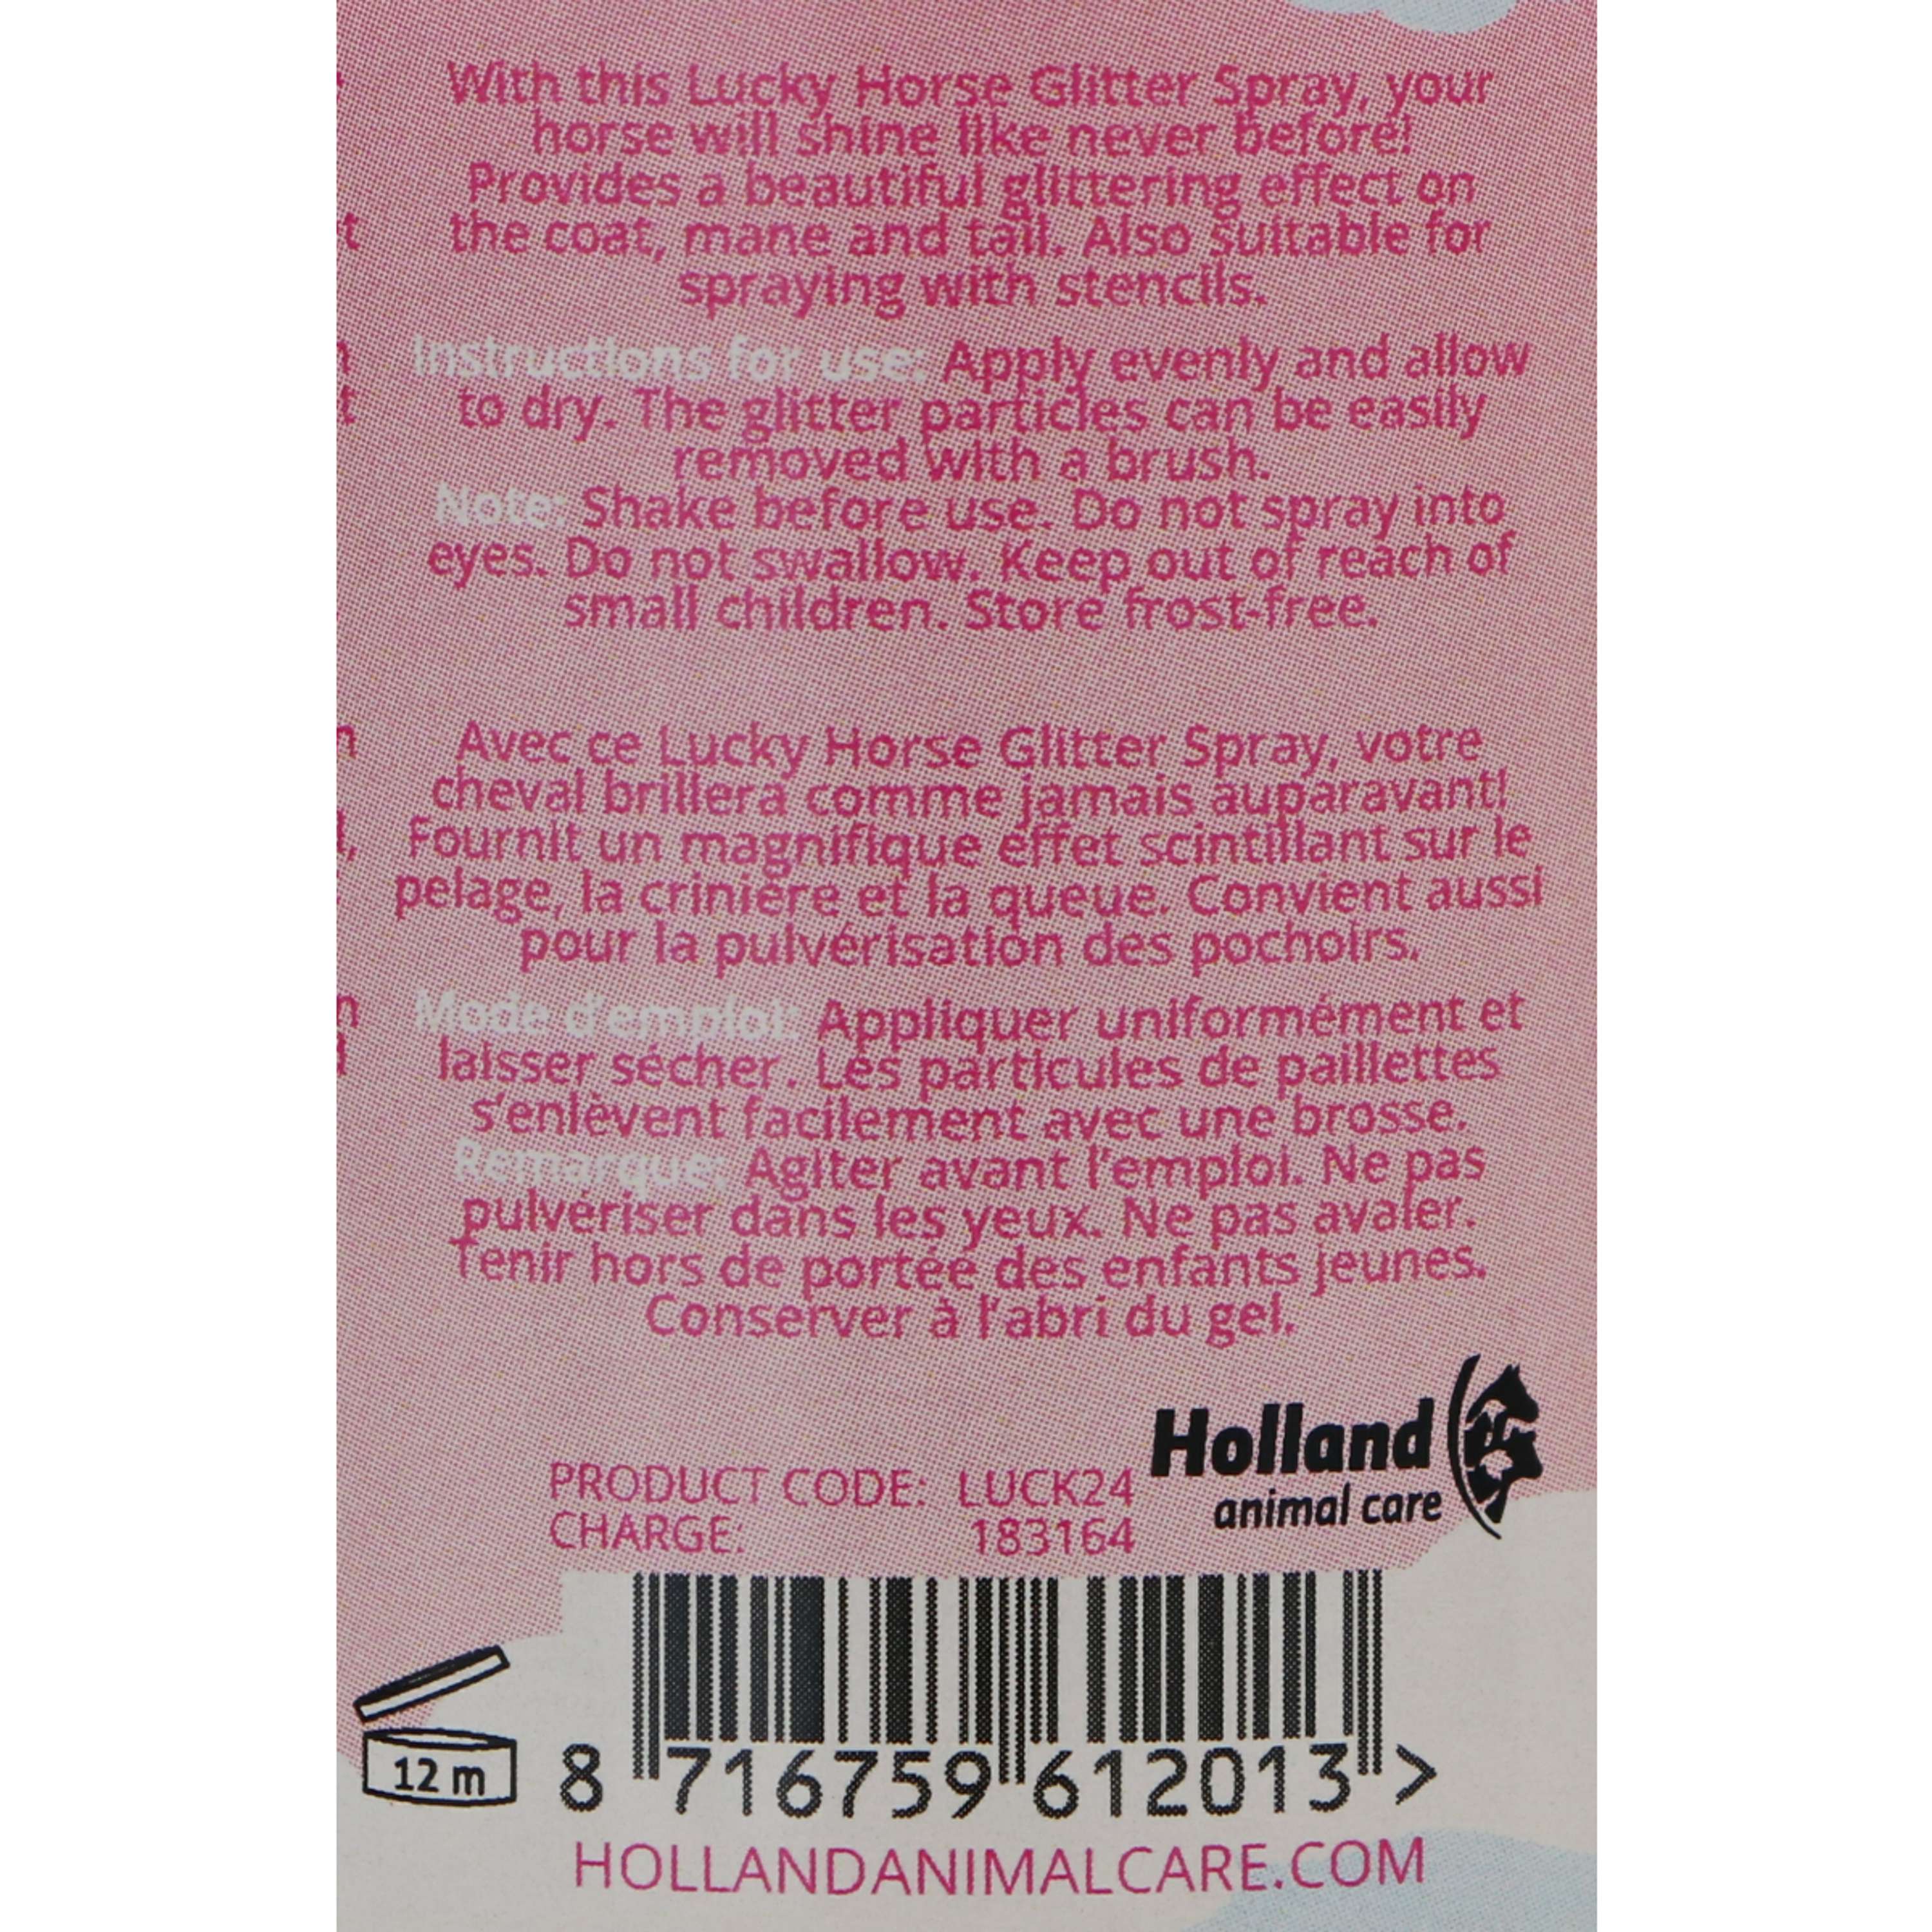 With this Lucky Horse Glitter Spray, your
horse will shine like never before!
Provides a beautiful glittering effect on
the coat, mane and tail. Also suitable for
spraying with stencils.
Instructions for use: Apply evenly and allow
to dry. The glitter particles can be easily
removed with a brush.
Note: Shake before use. Do not spray into
eyes. Do not swallow. Keep out of reach of
small children. Store frost-free.
Avec ce Lucky Horse Glitter Spray, votre
cheval brillera comme jamais auparavant!
Fournit un magnifique effet scintillant sur le
pelage, la crinière et la queue. Convient aussi
pour la pulvérisation des pochoirs.
Mode d'emploi: Appliquer uniformément et
laisser sécher. Les particules de paillettes
s'enlèvent facilement avec une brosse.
Remarque: Agiter avant l'emploi. Ne pas
pulvériser dans les yeux. Ne pas avaler.
Tenir hors de portée des enfants jeunes.
Conserver à l'abri du gel.
Holland
animal care
PRODUCT CODE: LUCK24
CHARGE: 183164
12 m
8 716759 612013 >
HOLLANDANIMALCARE.COM